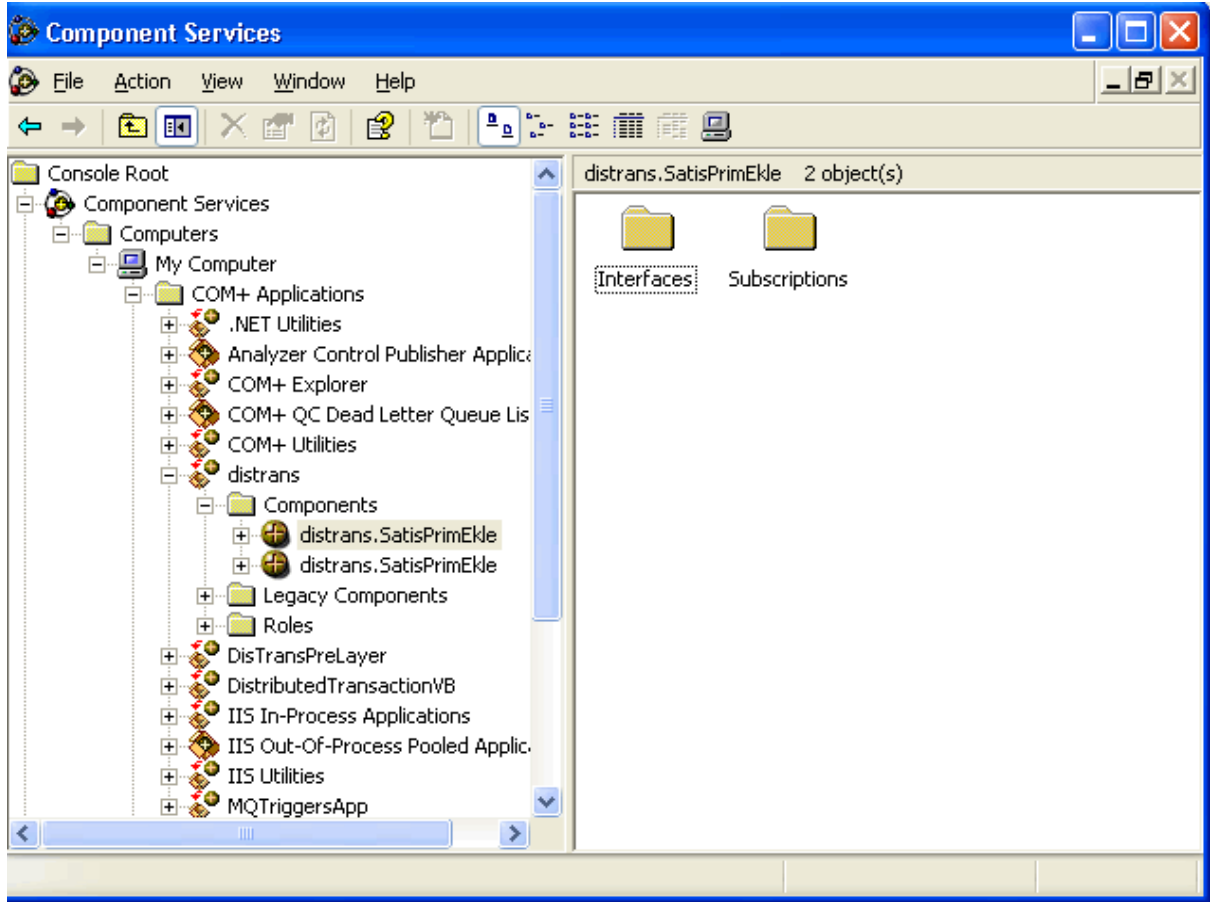 Component Services
File Action View Window Help
Console Root
Component Services
Computers
My Computer
COM+ Applications
.NET Utilities
Analyzer Control Publisher Applica
COM+ Explorer
COM+ QC Dead Letter Queue Lis
COM+ Utilities
distrans
Components
distrans.SatisPrimEkle
distrans.SatisPrimEkle
Legacy Components
Roles
DisTransPreLayer
DistributedTransactionVB
IIS In-Process Applications
IIS Out-Of-Process Pooled Applic
IIS Utilities
MQTriggersApp
distrans.SatisPrimEkle 2 object(s)
Interfaces Subscriptions